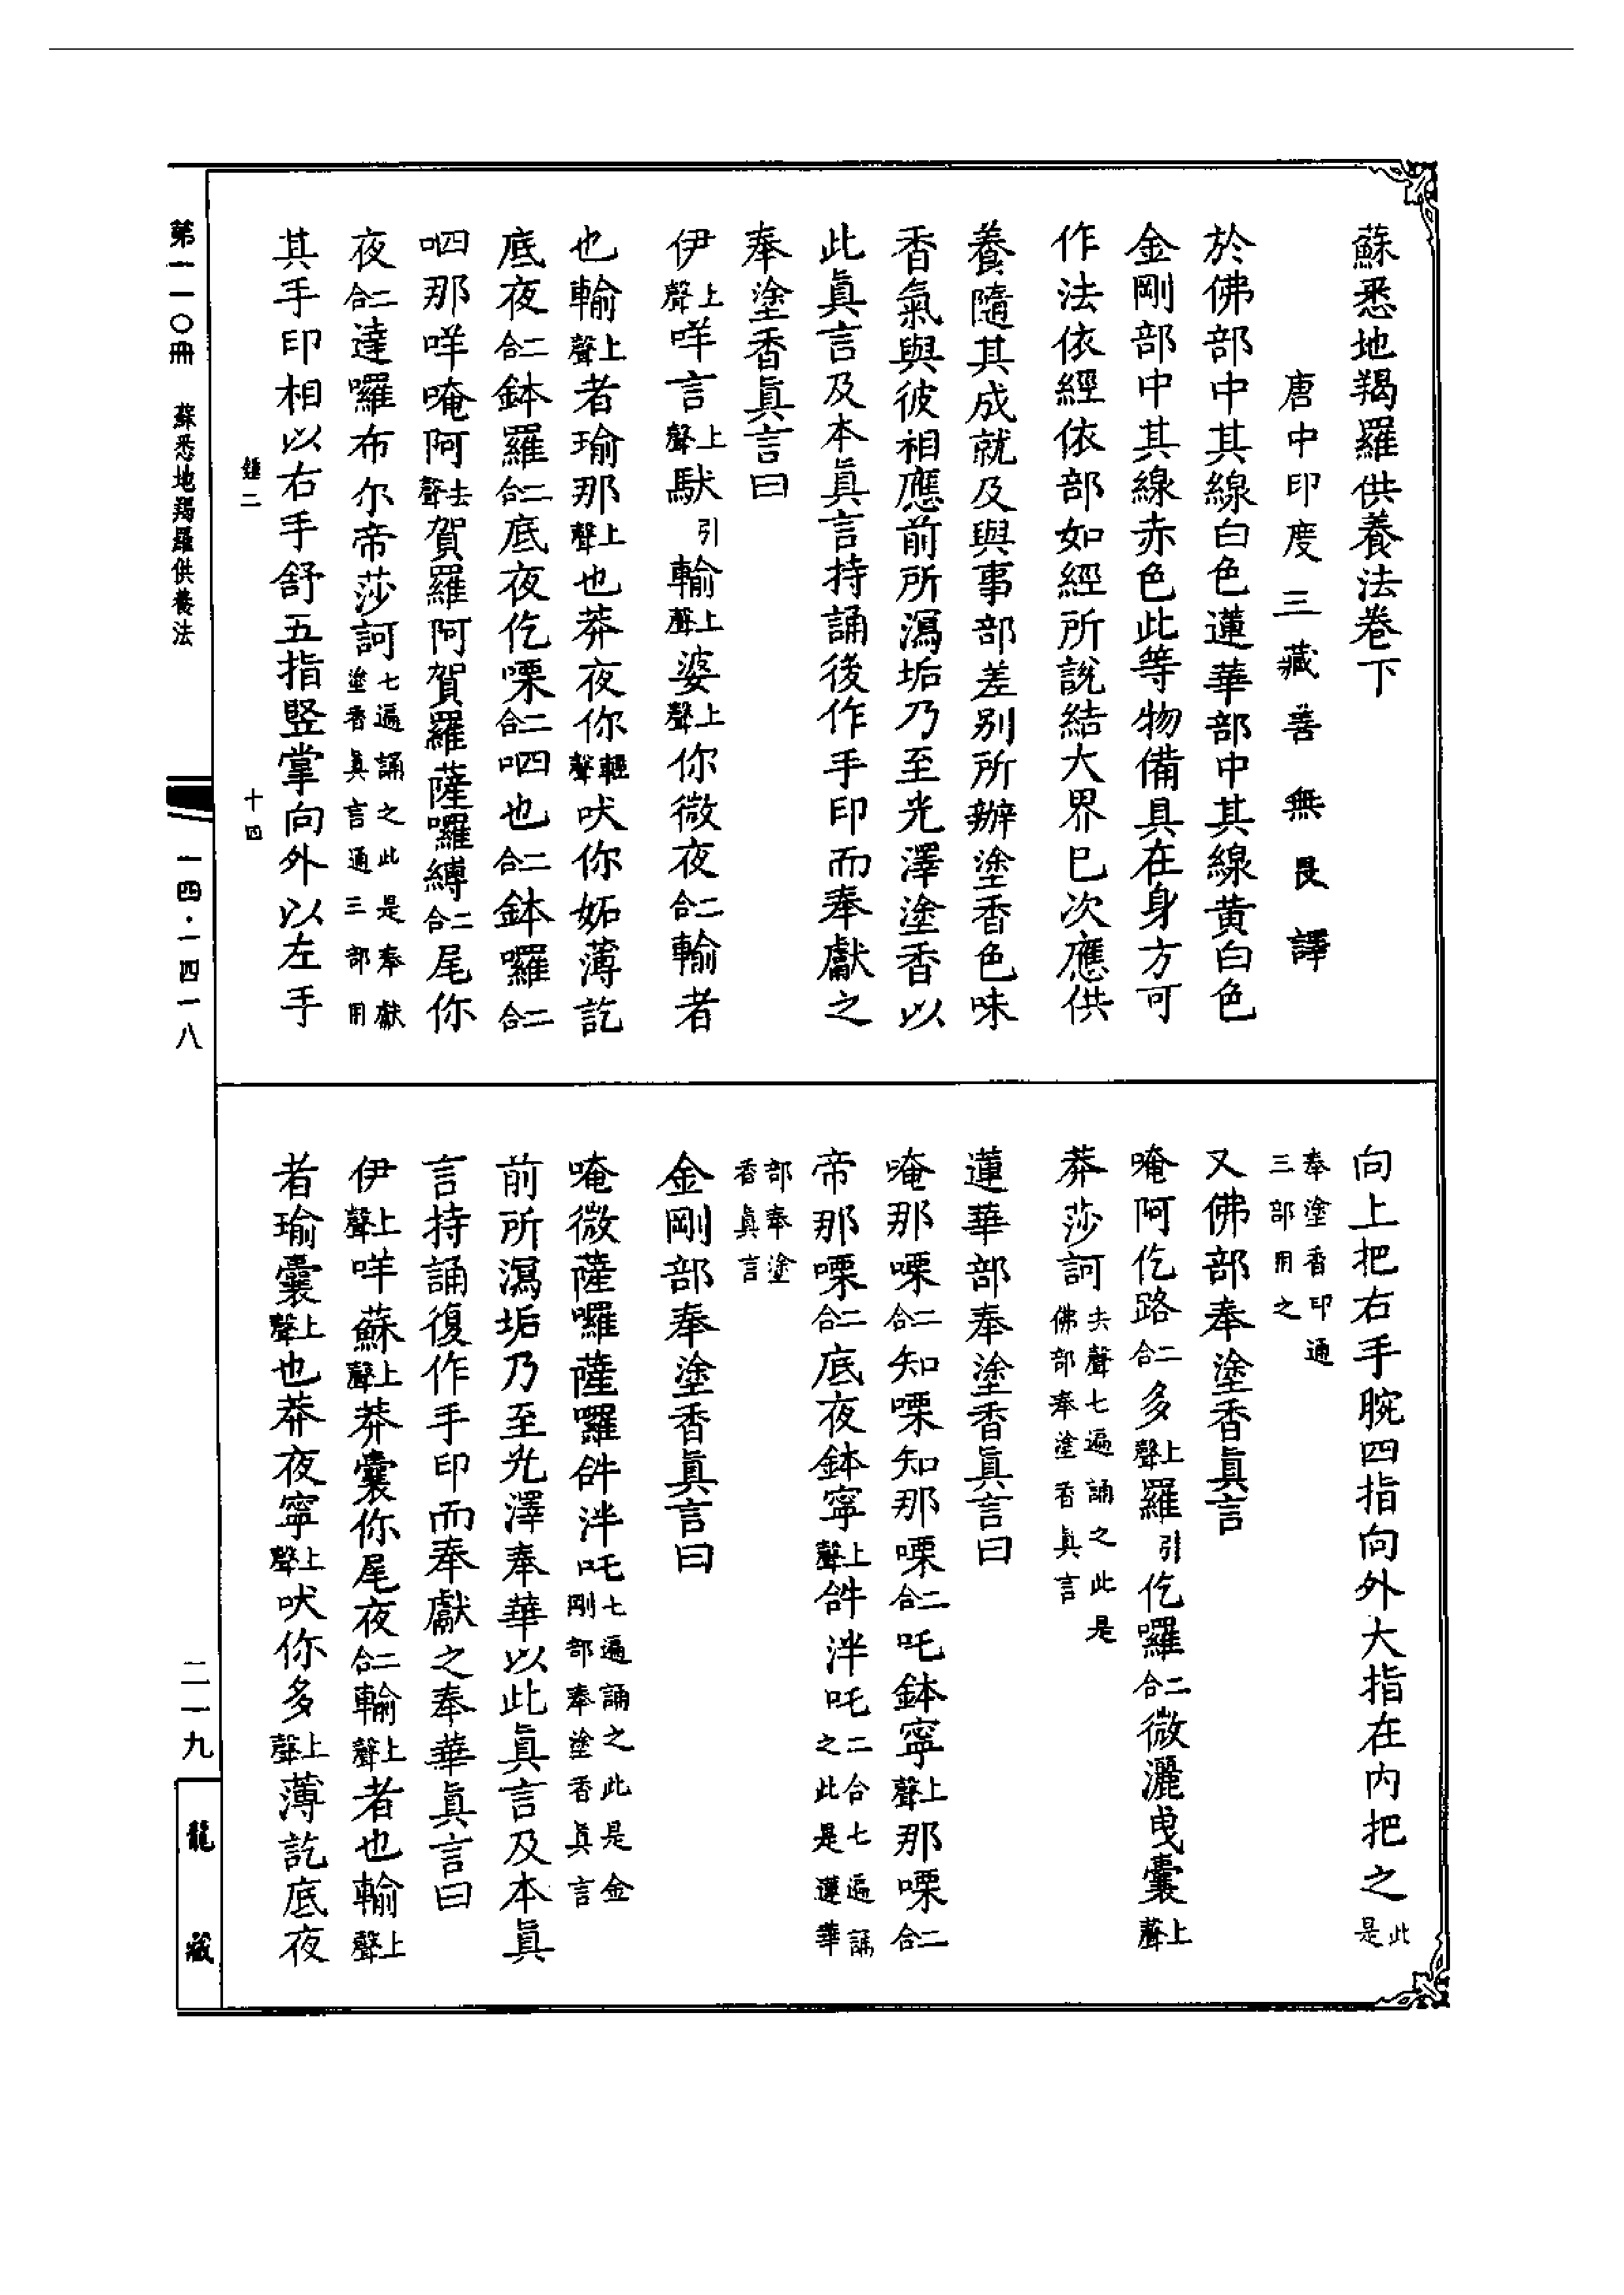 蘇悉地羯羅供養法卷下
唐中印度三藏善無畏譯
於佛部中其線白色蓮華部中其線黃白色
金剛部中其線赤色此等物備具在身方可
作法依經依部如經所說結大界已次應供
養隨其成就及與事部差别所辦塗香色味
香氣與彼相應前所瀉垢乃至光澤塗香以
此眞言及本眞言持誦後作手印而奉獻之
奉塗香眞言曰
伊上聲咩言上聲馱引輸上聲婆上聲你微夜二合輸者
也輸上聲者瑜那上聲也莽夜你輕聲吠你妬薄訖
底夜二合鉢羅二合底夜仡㗚二合呬也二合鉢囉二合
呬那咩唵阿去聲賀羅阿賀羅薩囉縛二合尾你
夜二合達囉布尔帝莎訶七遍誦之此是奉獻塗香眞言通三部用
其手印相以右手舒五指竪掌向外以左手
向上把右手腕四指向外大指在内把之此是
奉塗香印通三部用之
又佛部奉塗香眞言
唵阿仡路二合多上聲羅引仡囉二合微灑曳囊上聲
莽莎訶去聲七遍誦之此是佛部奉塗香眞言
蓮華部奉塗香眞言曰
唵那㗚二合知㗚知那㗚二合吒鉢寧上聲那㗚二合
帝那㗚二合底夜鉢寧上聲𤙖泮吒二合七遍誦之此是蓮華
部奉塗香眞言
金剛部奉塗香眞言曰
唵微薩囉薩囉𤙖泮吒七遍誦之此是金剛部奉塗香眞言
前所瀉垢乃至光澤奉華以此眞言及本眞
言持誦復作手印而奉獻之奉華眞言曰
伊上聲咩蘇上聲莽囊你尾夜二合輸上聲者也輸上聲
者瑜囊上聲也莽夜寧上聲吠你多上聲薄訖底夜
第一一〇冊 蘇悉地羯羅供養法
一四·一四一八
二一九
龍藏
十四